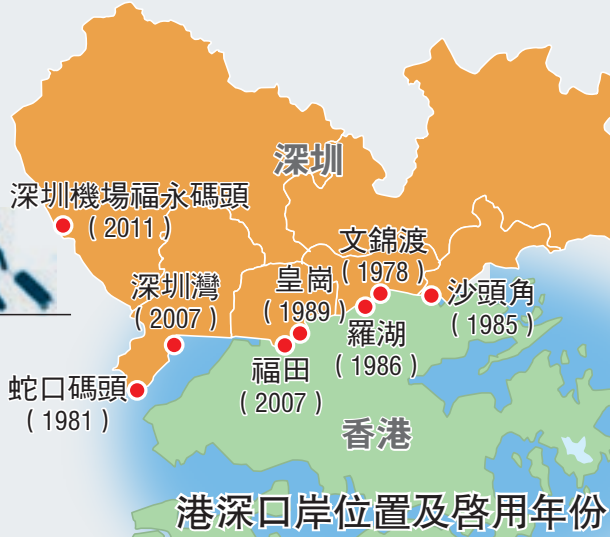 深圳
深圳機場福永碼頭
( 2011 )
文錦渡
( 1978 )
深圳灣
( 2007 )
皇崗
( 1989 )
沙頭角
( 1985 )
羅湖
( 1986 )
福田
( 2007 )
蛇口碼頭
( 1981 )
香港
港深口岸位置及啓用年份